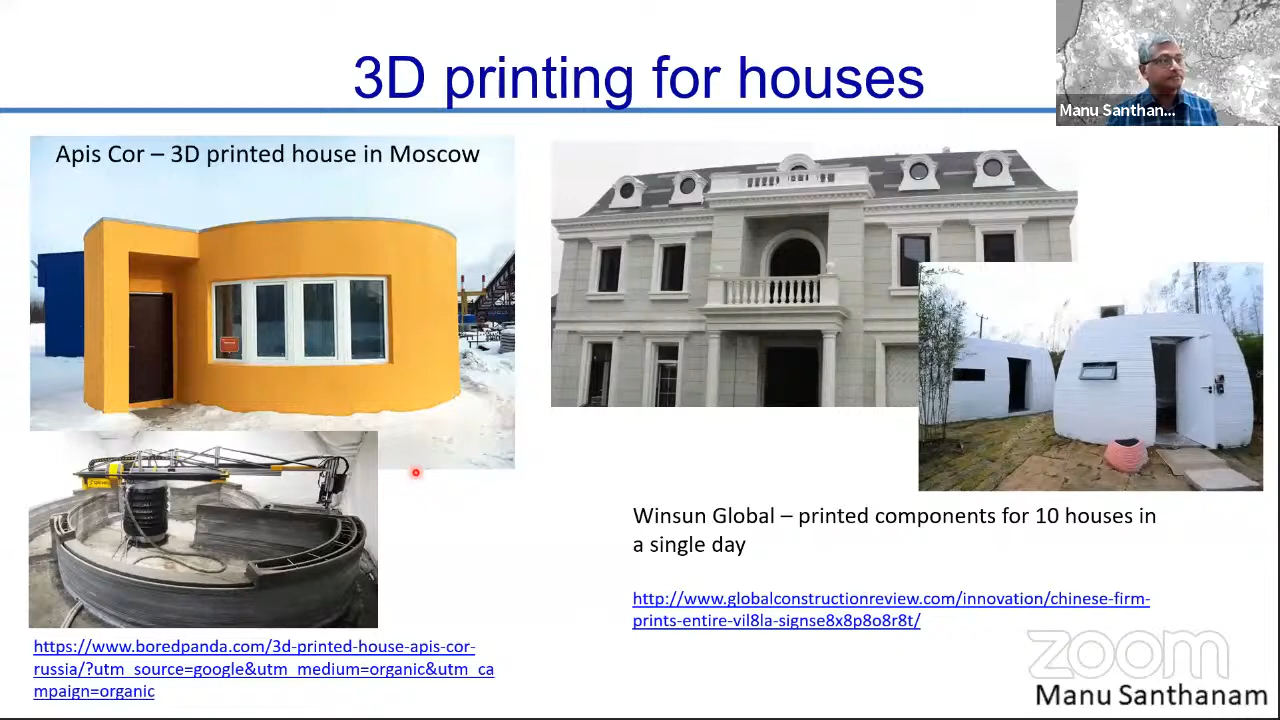 3D printing for houses
Manu Santhan...
Apis Cor – 3D printed house in Moscow
Winsun Global – printed components for 10 houses in
a single day
http://www.globalconstructionreview.com/innovation/chinese-firm-
prints-entire-vil8la-signse8x8p8o8r8t/
https://www.boredpanda.com/3d-printed-house-apis-cor-
russia/?utm_source=google&utm_medium=organic&utm_ca
mpaign=organic
zoom
Manu Santhanam